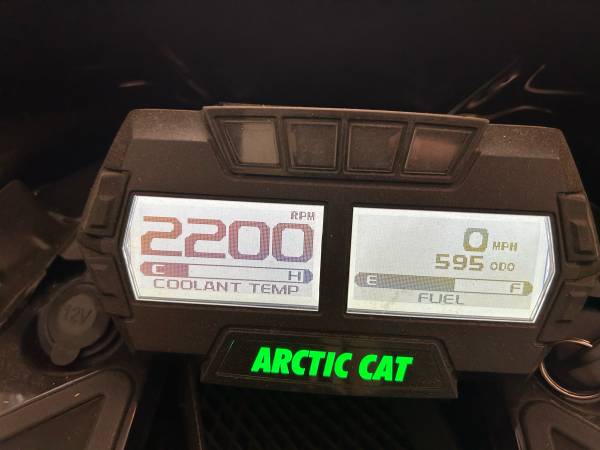 RPM
2200
C H
COOLANT TEMP
0 MPH
595 ODO
E F
FUEL
12V
ARCTIC CAT